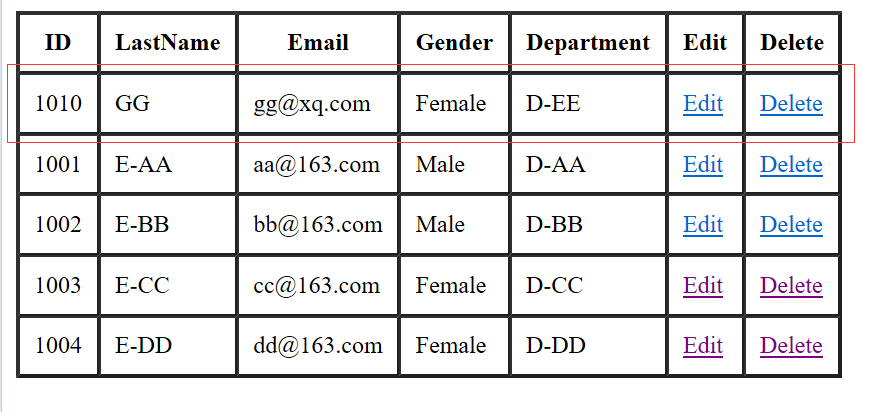 ID LastName Email Gender Department Edit Delete
1010 GG gg@xq.com Female D-EE Edit Delete
1001 E-AA aa@163.com Male D-AA Edit Delete
1002 E-BB bb@163.com Male D-BB Edit Delete
1003 E-CC cc@163.com Female D-CC Edit Delete
1004 E-DD dd@163.com Female D-DD Edit Delete